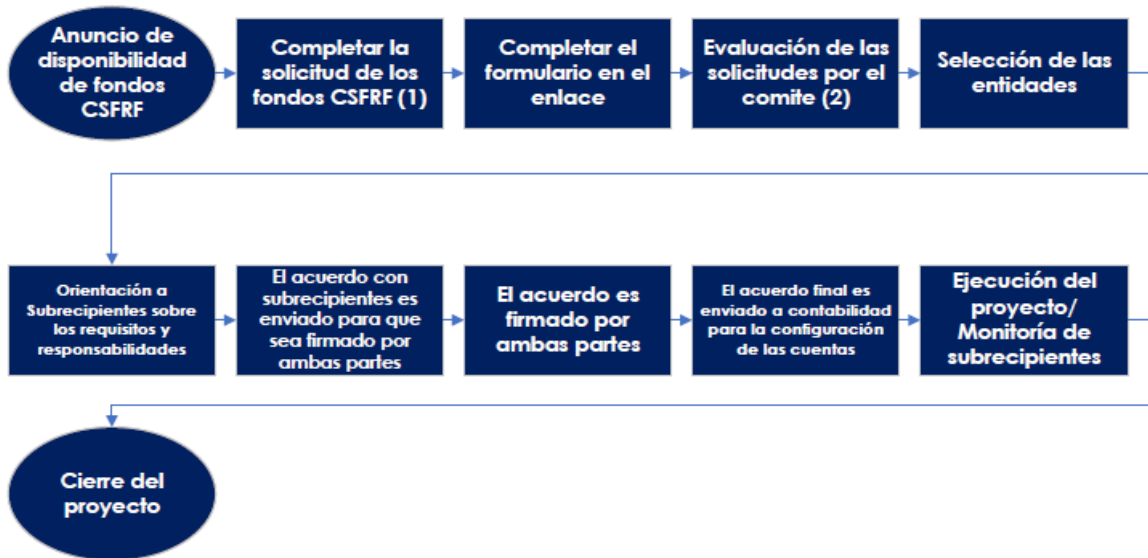 Anuncio de
disponibilidad
de fondos
CSFRF
Completar la
solicitud de los
fondos CSFRF (1)
Completar el
formulario en el
enlace
Evaluación de las
solicitudes por el
comite (2)
Selección de las
entidades
Orientación a
Subrecipientes sobre
los requisitos y
responsabilidades
El acuerdo con
subrecipientes es
enviado para que
sea firmado por
ambas partes
El acuerdo es
firmado por
ambas partes
El acuerdo final es
enviado a contabilidad
para la configuración
de las cuentas
Ejecución del
proyecto/
Monitoría de
subrecipientes
Cierre del
proyecto